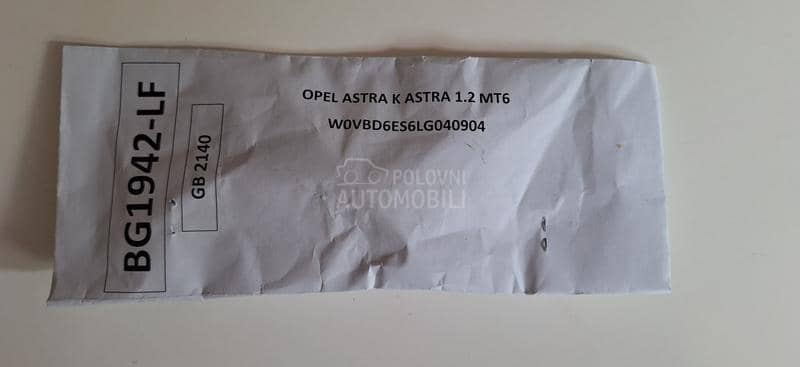 BG1942-LF
GB 2140
OPEL ASTRA K ASTRA 1.2 MT6
W0VBD6ES6LG040904
POLOVNI
AUTOMOBILI